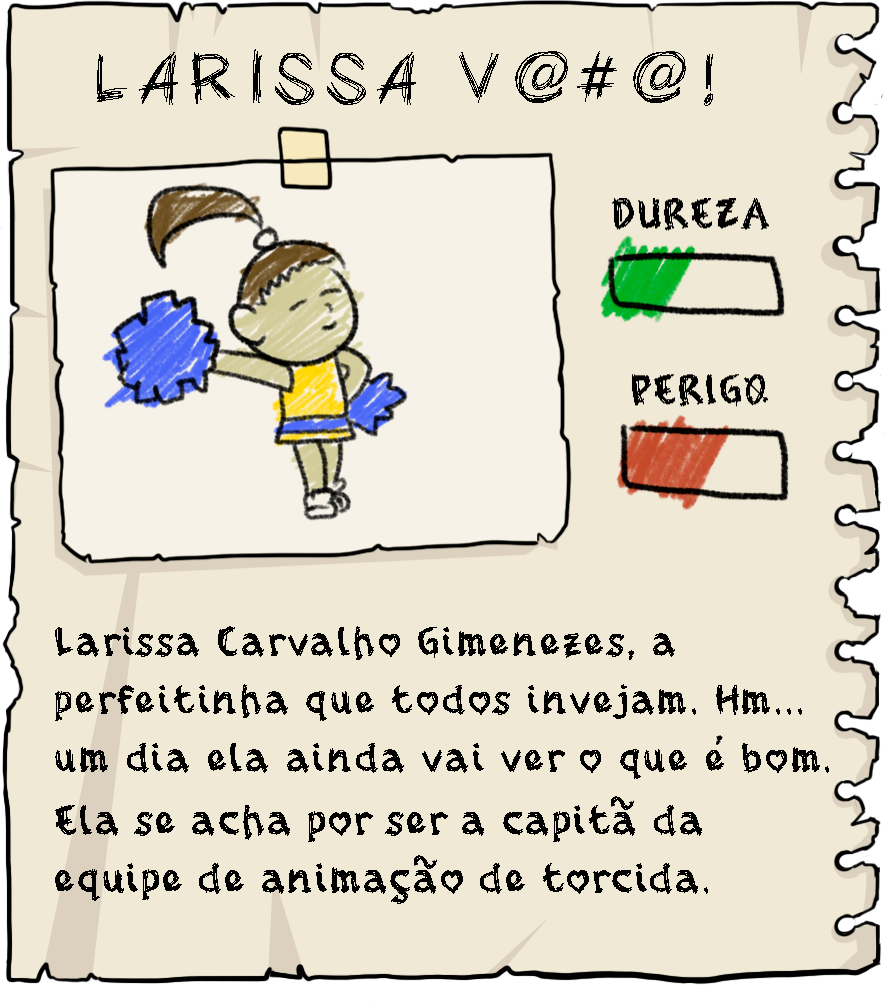 LARISSA V@#@!
DUREZA
PERIGO
Larissa Carvalho Gimenezes, a
perfeitinha que todos invejam. Hm...
um dia ela ainda vai ver o que é bom.
Ela se acha por ser a capitã da
equipe de animação de torcida.